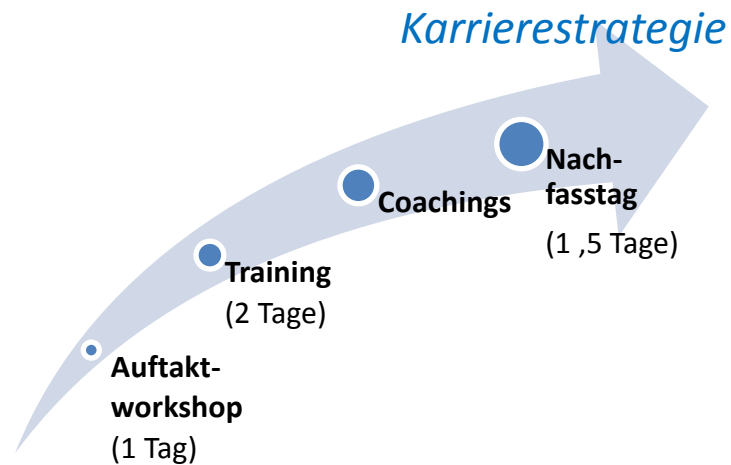 Karrierestrategie
Nach-
fasstag
(1 ,5 Tage)
Coachings
Training
(2 Tage)
Auftakt-
workshop
(1 Tag)